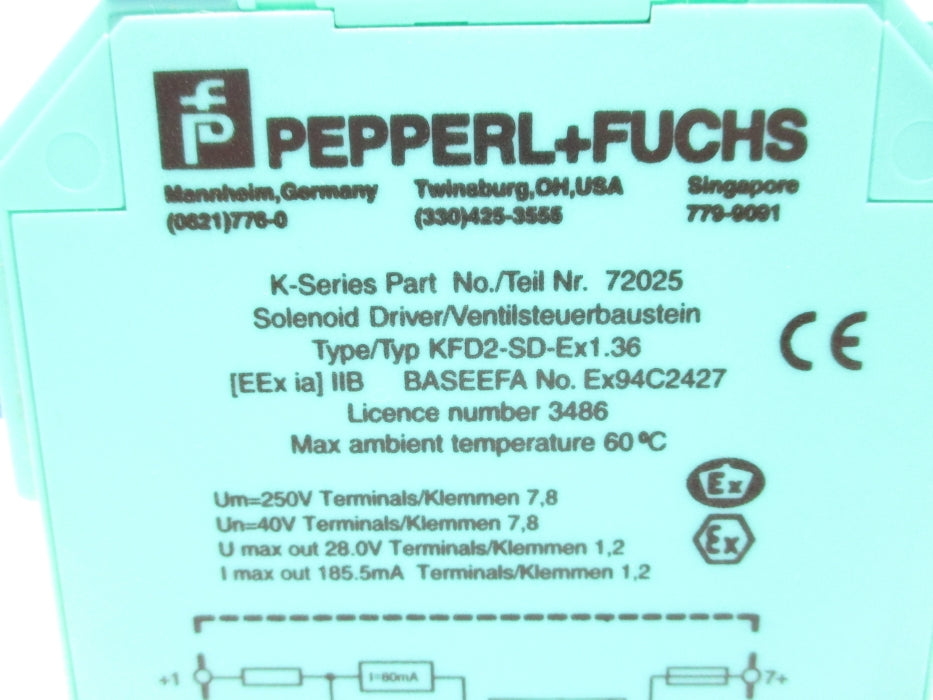 PEPPERL+FUCHS
Mannheim,Germany Twinsburg,OH,USA Singapore
(0621)776-0 (330)425-3555 779-9091
K-Series Part No./Teil Nr. 72025
Solenoid Driver/Ventilsteuerbaustein
Type/Typ KFD2-SD-Ex1.36
[EEx ia] IIB BASEEFA No. Ex94C2427
Licence number 3486
Max ambient temperature 60 ºC
CE
Um=250V Terminals/Klemmen 7,8
Un=40V Terminals/Klemmen 7,8
U max out 28.0V Terminals/Klemmen 1,2
I max out 185.5mA Terminals/Klemmen 1,2
Ex
Ex
+1 I=80mA 7+